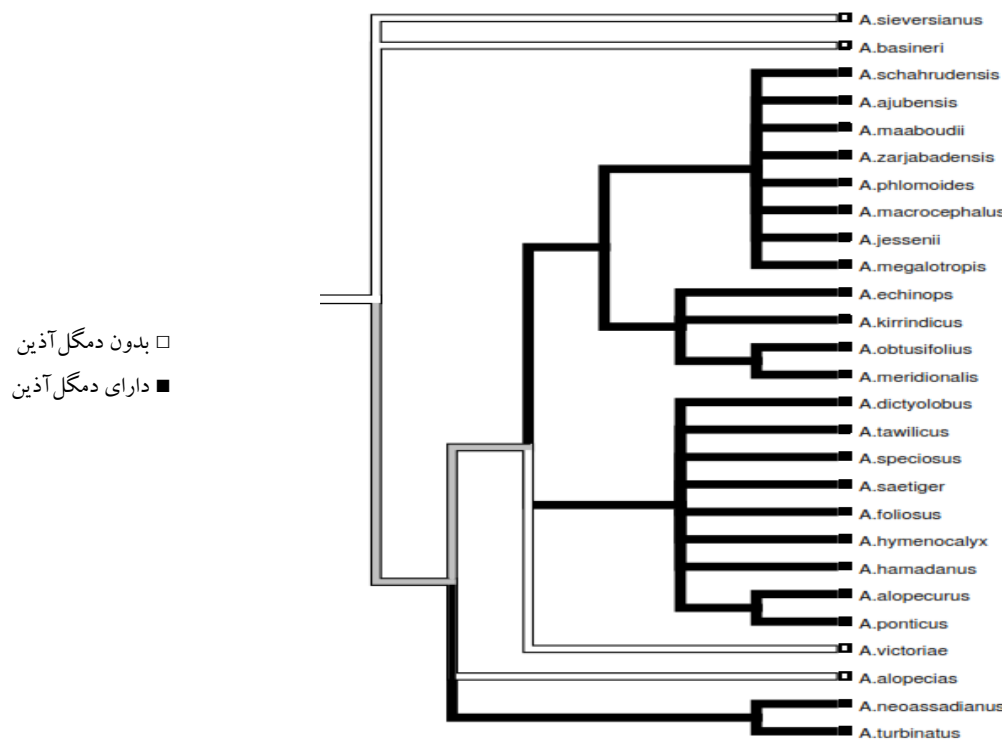 A.sieversianus
A.basineri
A.schahrudensis
A.ajubensis
A.maaboudii
A.zarjabadensis
A.phlomoides
A.macrocephalus
A.jessenii
A.megalotropis
A.echinops
A.kirrindicus
A.obtusifolius
A.meridionalis
A.dictyolobus
A.tawilicus
A.speciosus
A.saetiger
A.foliosus
A.hymenocalyx
A.hamadanus
A.alopecurus
A.ponticus
A.victoriae
A.alopecias
A.neoassadianus
A.turbinatus
□ بدون دمگل‌آذین
■ دارای دمگل‌آذین